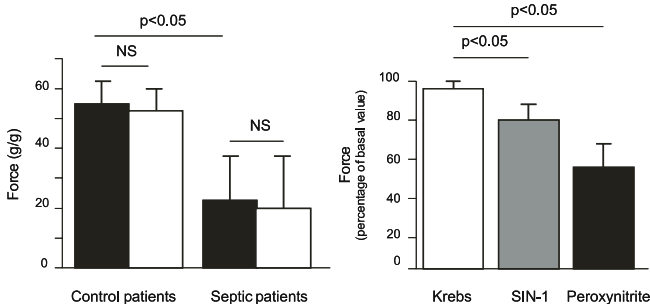 p<0.05
NS
NS
60
40
20
0
Force (g/g)
Control patients
Septic patients
p<0.05
p<0.05
100
80
60
40
20
0
Force
(percentage of basal value)
Krebs
SIN-1
Peroxynitrite